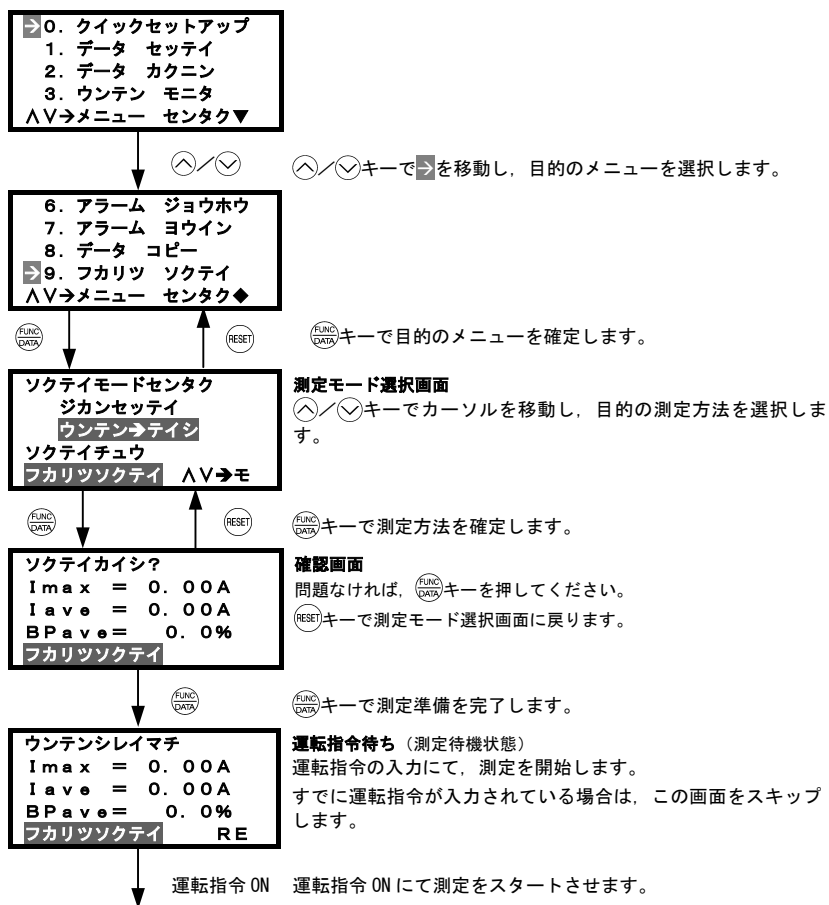 →０．クイックセットアップ
１．データ　セッテイ
２．データ　カクニン
３．ウンテン　モニタ
∧∨→メニュー　センタク▼
∧／∨
∧／∨キーで→を移動し，目的のメニューを選択します。
６．アラーム　ジョウホウ
７．アラーム　ヨウイン
８．データ　コピー
→９．フカリツ　ソクテイ
∧∨→メニュー　センタク◆
FUNC DATA
RESET
FUNC DATAキーで目的のメニューを確定します。
ソクテイモードセンタク
ジカンセッテイ
ウンテン→テイシ
ソクテイチュウ
フカリツソクテイ　∧∨→モ
測定モード選択画面
∧／∨キーでカーソルを移動し，目的の測定方法を選択しま
す。
FUNC DATA
RESET
FUNC DATAキーで測定方法を確定します。
ソクテイカイシ？
Ｉｍａｘ　＝　０．００Ａ
Ｉａｖｅ　＝　０．００Ａ
ＢＰａｖｅ＝　　０．０％
フカリツソクテイ
確認画面
問題なければ，FUNC DATAキーを押してください。
RESETキーで測定モード選択画面に戻ります。
FUNC DATA
FUNC DATAキーで測定準備を完了します。
ウンテンシレイマチ
Ｉｍａｘ　＝　０．００Ａ
Ｉａｖｅ　＝　０．００Ａ
ＢＰａｖｅ＝　　０．０％
フカリツソクテイ　　ＲＥ
運転指令待ち（測定待機状態）
運転指令の入力にて，測定を開始します。
すでに運転指令が入力されている場合は，この画面をスキップ
します。
運転指令 ON
運転指令 ON にて測定をスタートさせます。